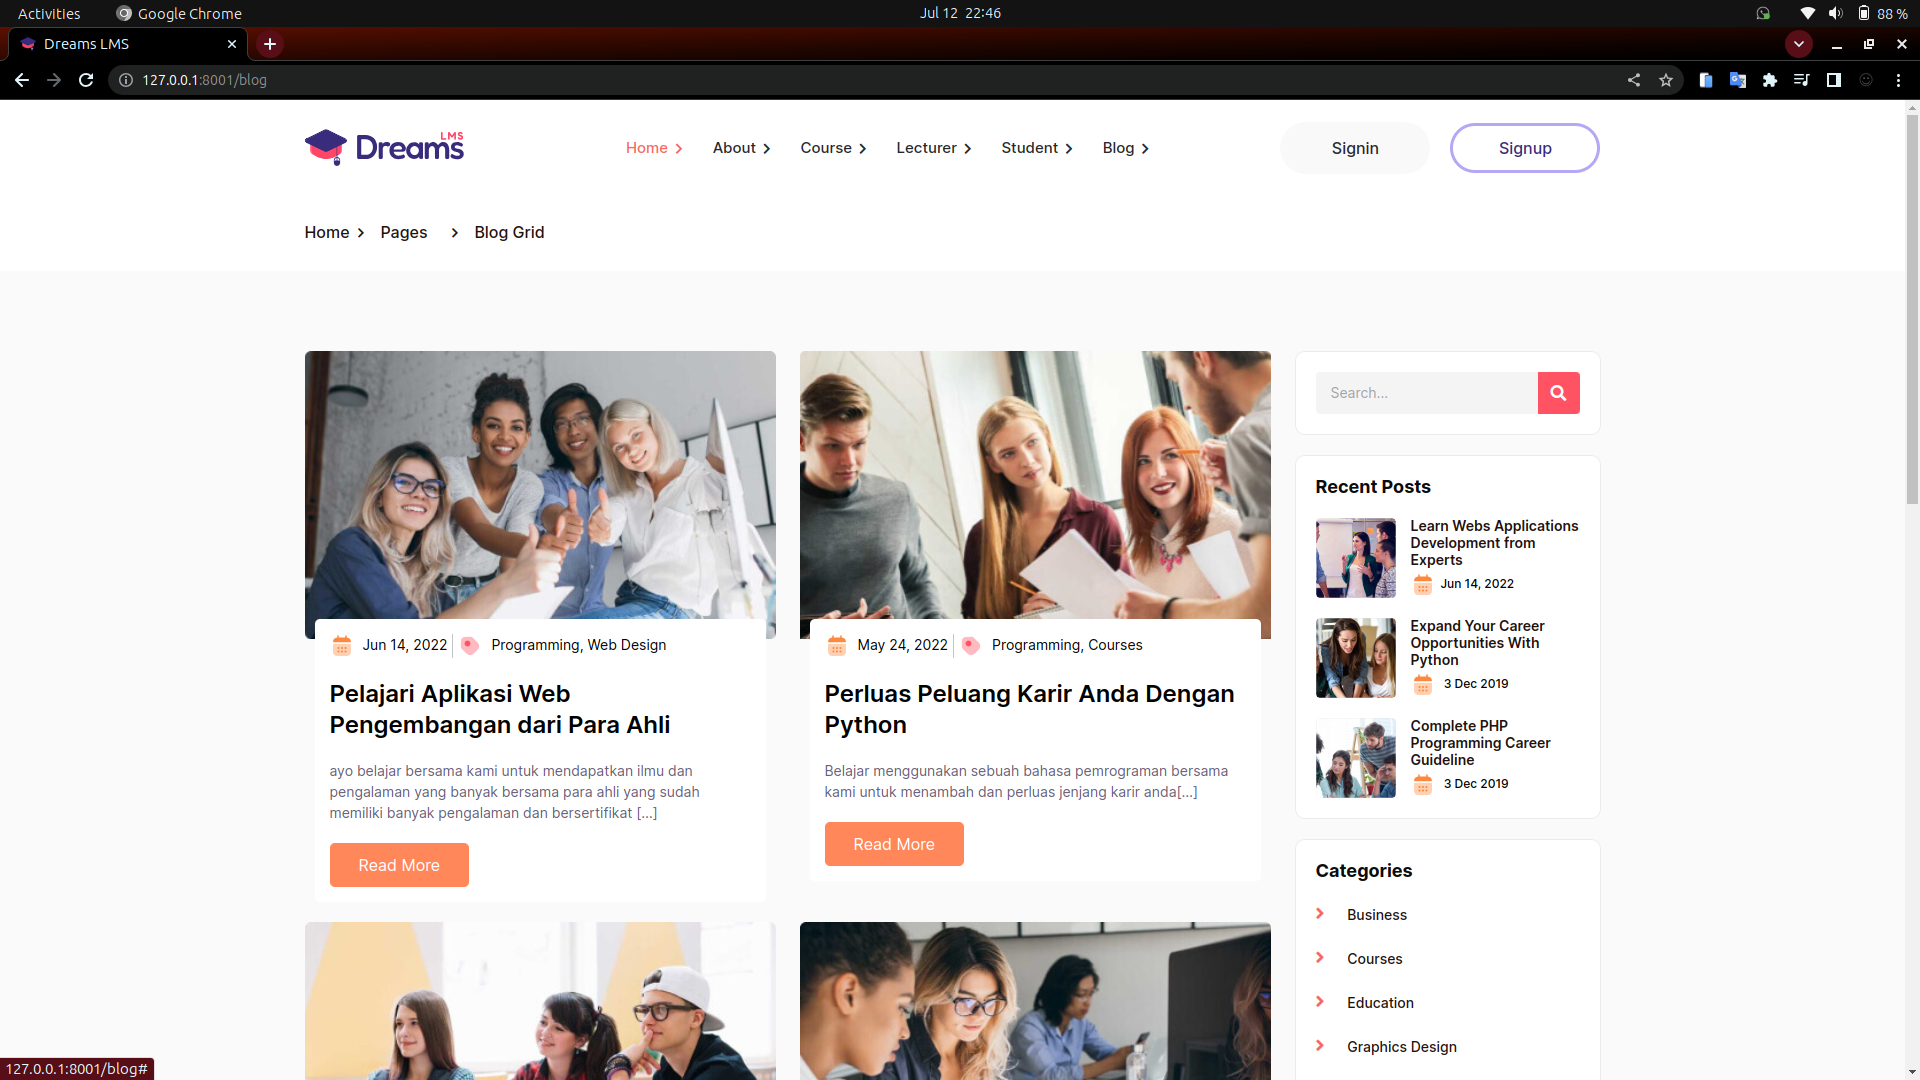 Activities
Google Chrome
Jul 12 22:46
88 %
Dreams LMS
127.0.0.1:8001/blog
Dreams LMS
Home
About
Course
Lecturer
Student
Blog
Signin
Signup
Home
Pages
Blog Grid
Jun 14, 2022
Programming, Web Design
Pelajari Aplikasi Web
Pengembangan dari Para Ahli
ayo belajar bersama kami untuk mendapatkan ilmu dan
pengalaman yang banyak bersama para ahli yang sudah
memiliki banyak pengalaman dan bersertifikat [...]
Read More
May 24, 2022
Programming, Courses
Perluas Peluang Karir Anda Dengan
Python
Belajar menggunakan sebuah bahasa pemrograman bersama
kami untuk menambah dan perluas jenjang karir anda[...]
Read More
Search...
Recent Posts
Learn Webs Applications
Development from
Experts
Jun 14, 2022
Expand Your Career
Opportunities With
Python
3 Dec 2019
Complete PHP
Programming Career
Guideline
3 Dec 2019
Categories
Business
Courses
Education
Graphics Design
127.0.0.1:8001/blog#